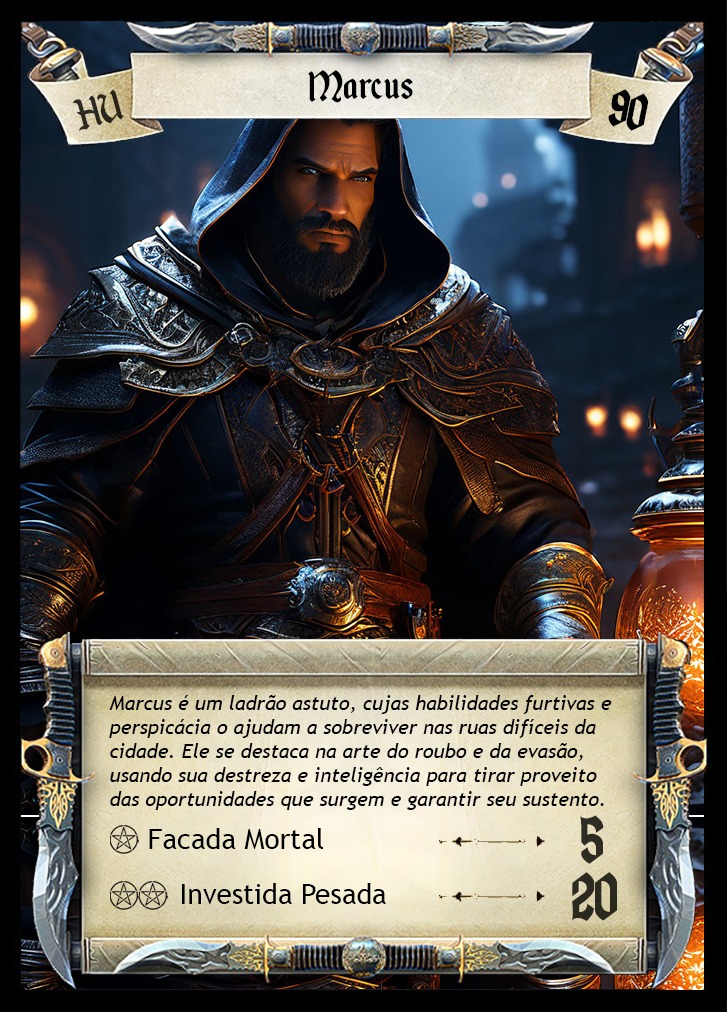 HU
Marcus
90
Marcus é um ladrão astuto, cujas habilidades furtivas e
perspicácia o ajudam a sobreviver nas ruas difíceis da
cidade. Ele se destaca na arte do roubo e da evasão,
usando sua destreza e inteligência para tirar proveito
das oportunidades que surgem e garantir seu sustento.
Facada Mortal 5
Investida Pesada 20